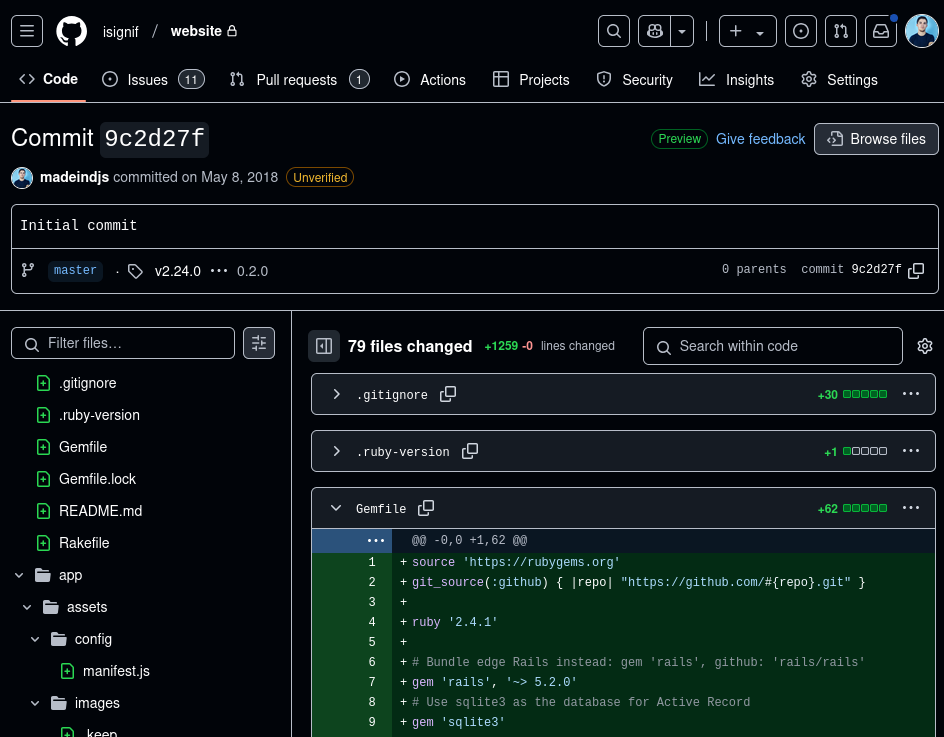 isignif / website
Code Issues 11 Pull requests 1 Actions Projects Security Insights Settings
Commit 9c2d27f
Preview Give feedback Browse files
madeindjs committed on May 8, 2018 Unverified
Initial commit
master · v2.24.0 ··· 0.2.0 0 parents commit 9c2d27f
Filter files…
.gitignore
.ruby-version
Gemfile
Gemfile.lock
README.md
Rakefile
app
assets
config
manifest.js
images
.keep
79 files changed +1259 -0 lines changed Search within code
.gitignore +30
.ruby-version +1
Gemfile +62
@@ -0,0 +1,62 @@
1 + source 'https://rubygems.org'
2 + git_source(:github) { |repo| "https://github.com/#{repo}.git" }
3 +
4 + ruby '2.4.1'
5 +
6 + # Bundle edge Rails instead: gem 'rails', github: 'rails/rails'
7 + gem 'rails', '~> 5.2.0'
8 + # Use sqlite3 as the database for Active Record
9 + gem 'sqlite3'